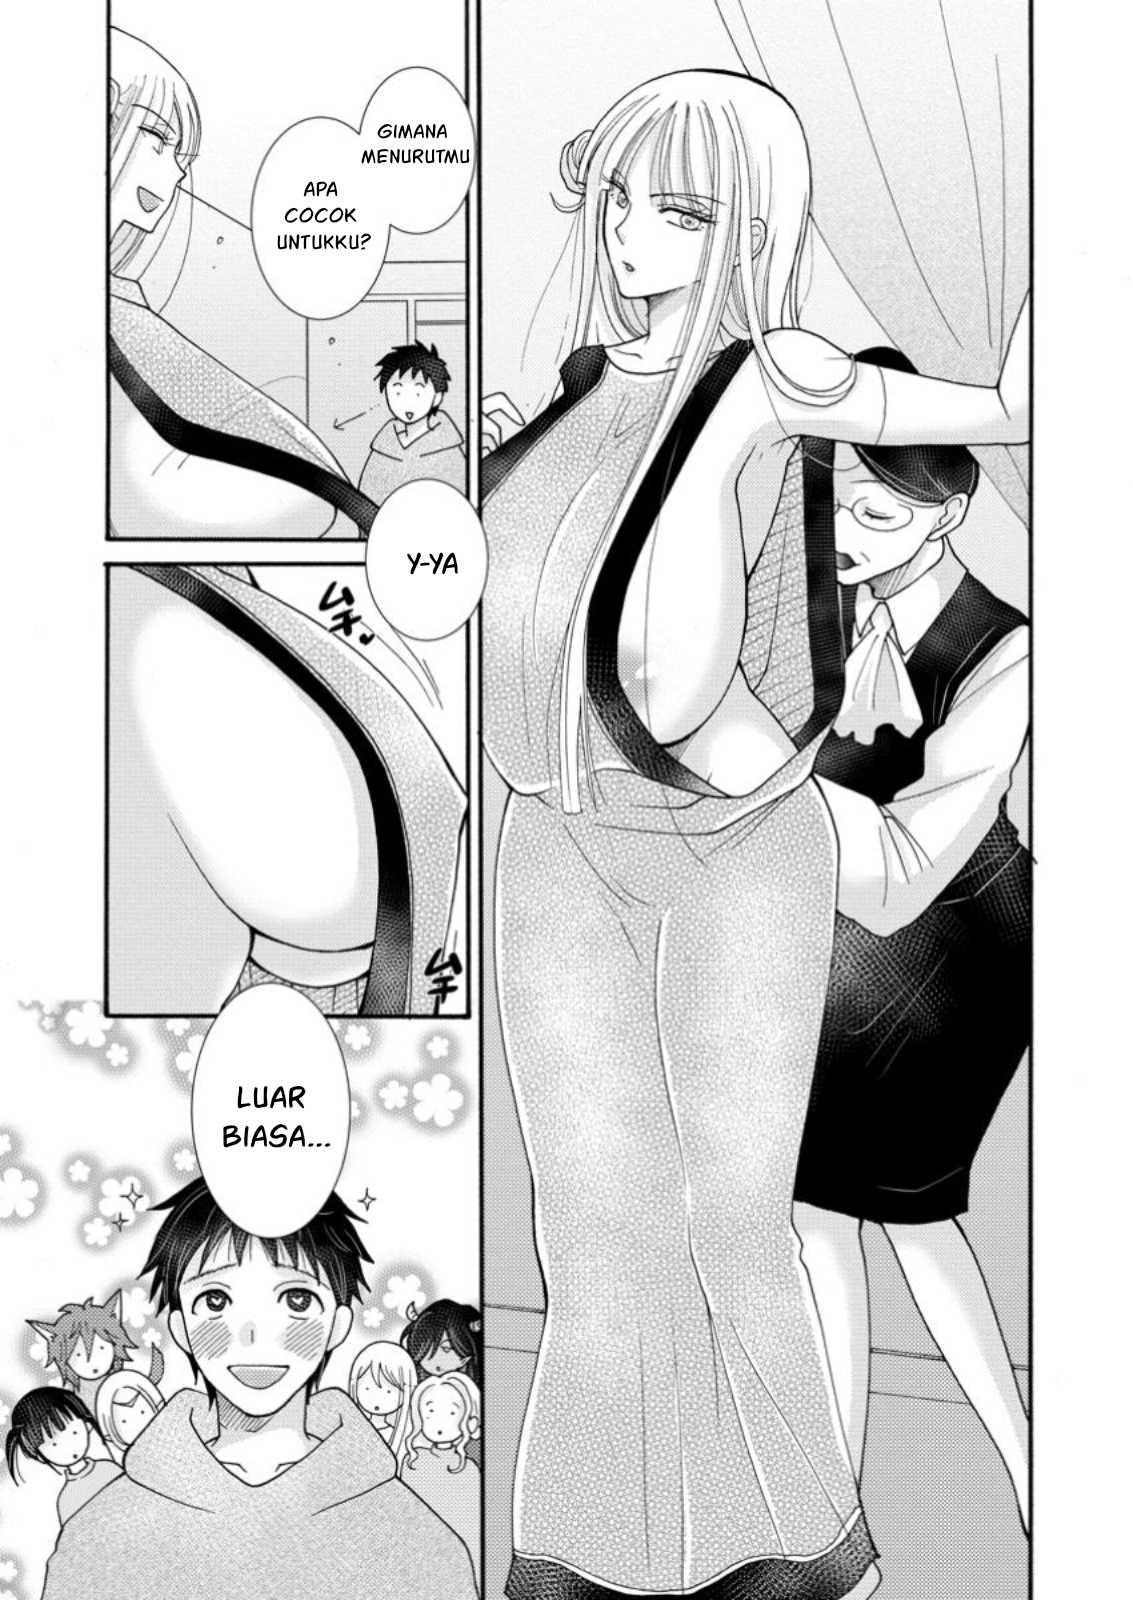 GIMANA
MENURUTMU
APA
COCOK
UNTUKKU?
Y-YA
ムチ♥
ムチ
LUAR
BIASA...